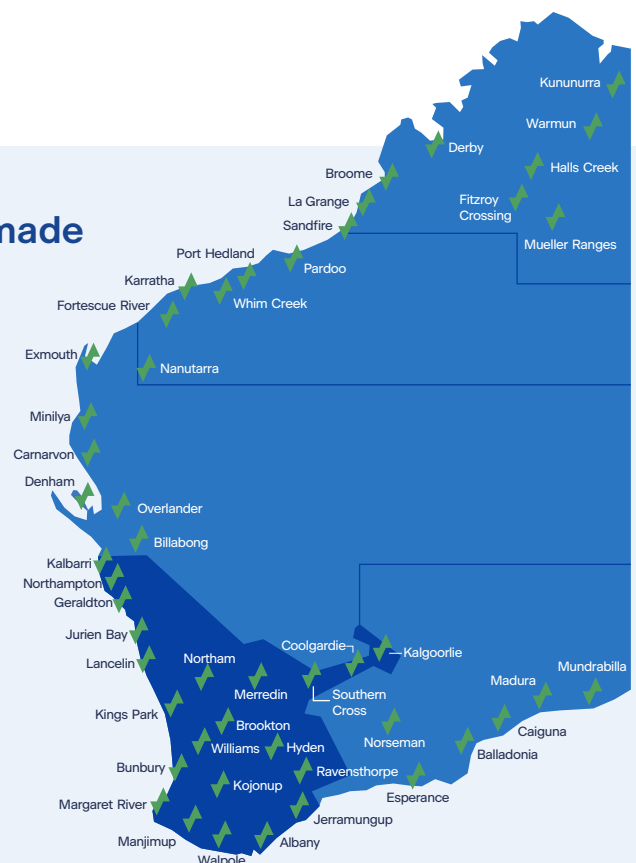 Kununurra
Warmun
Derby
Halls Creek
Broome
La Grange
Fitzroy
Crossing
made
Sandfire
Mueller Ranges
Port Hedland
Pardoo
Karratha
Whim Creek
Fortescue River
Exmouth
Nanutarra
Minilya
Carnarvon
Denham
Overlander
Billabong
Kalbarri
Northampton
Geraldton
Jurien Bay
Coolgardie
Kalgoorlie
Lancelin
Northam
Mundrabilla
Madura
Merredin
Southern
Cross
Kings Park
Brookton
Caiguna
Williams
Hyden
Norseman
Balladonia
Bunbury
Ravensthorpe
Kojonup
Esperance
Margaret River
Jerramungup
Manjimup
Albany
Walpole